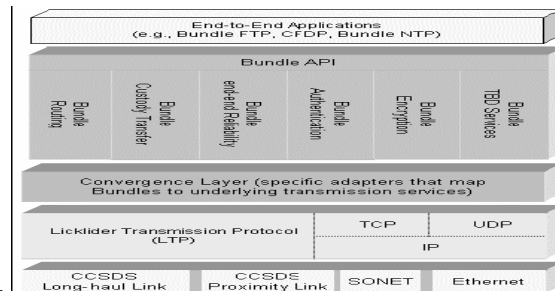 End-to-End Applications
(e.g., Bundle FTP, CFDP, Bundle NTP)
Bundle API
Bundle
Routing
Bundle
Custody Transfer
Bundle
end-end Reliability
Bundle
Authentication
Bundle
Encryption
Bundle
TBD Services
Convergence Layer (specific adapters that map
Bundles to underlying transmission services)
Licklider Transmission Protocol
(LTP)
TCP
UDP
IP
CCSDS
Long-haul Link
CCSDS
Proximity Link
SONET
Ethernet